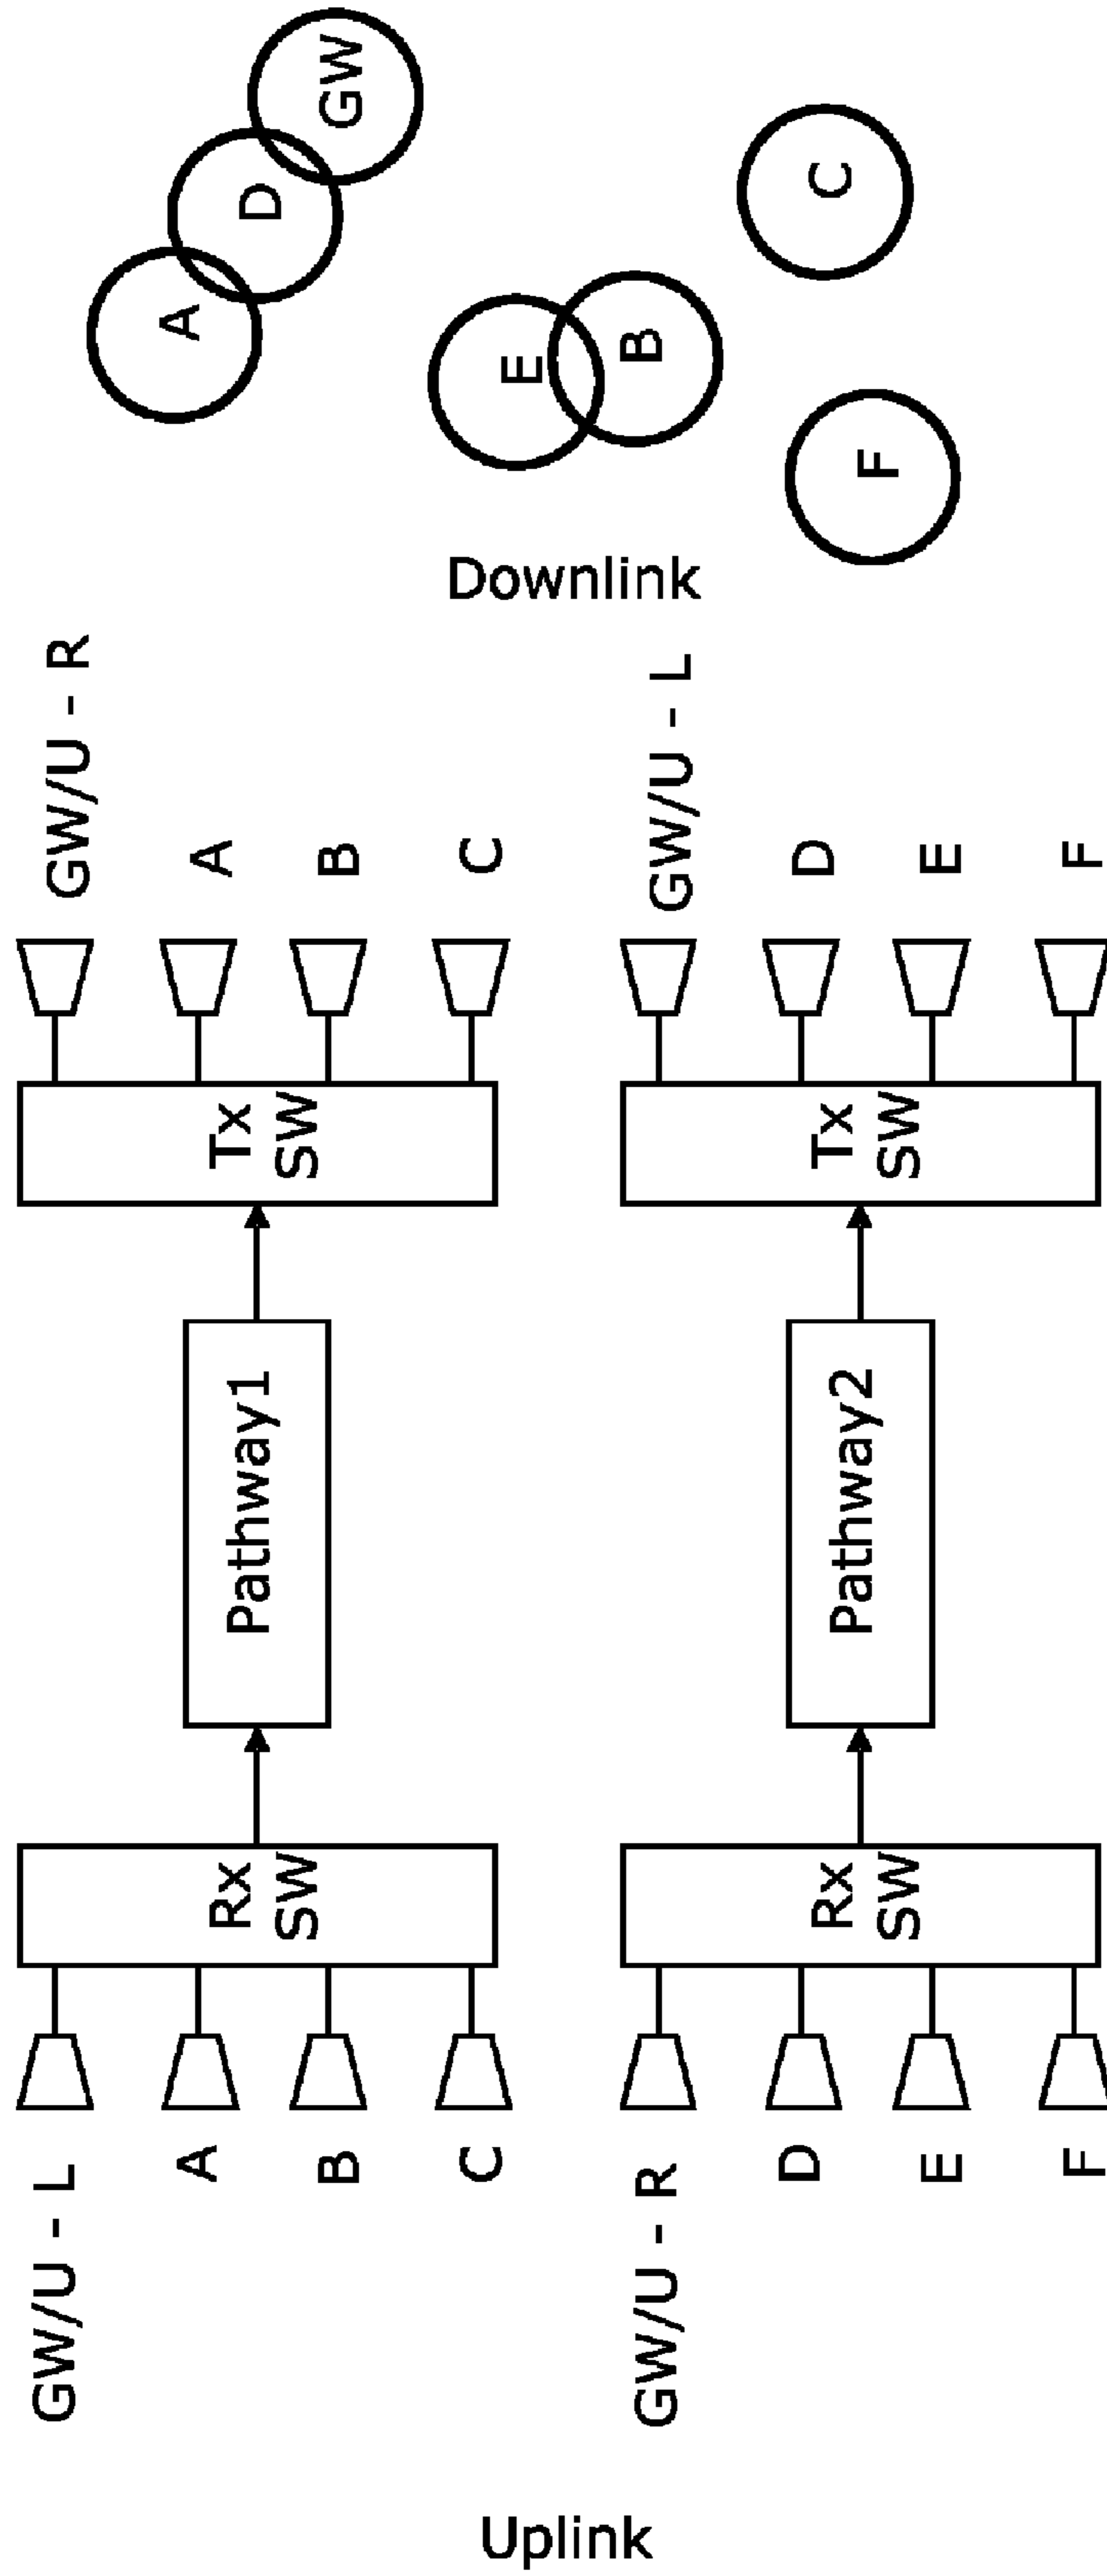 Uplink
GW/U - L
A
B
C
Rx
SW
Pathway1
Tx
SW
GW/U - R
A
B
C
GW/U - R
D
E
F
Rx
SW
Pathway2
Tx
SW
GW/U - L
D
E
F
Downlink
A
D
GW
E
B
F
C